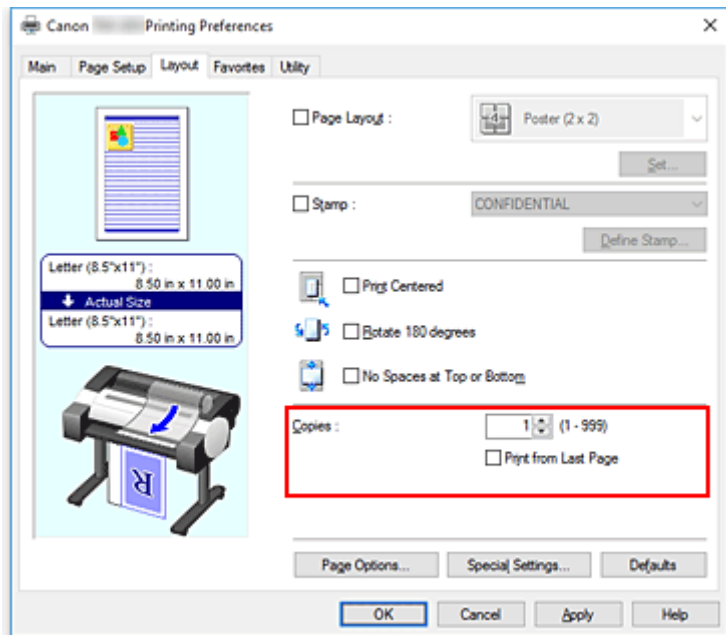 Canon Printing Preferences
Main Page Setup Layout Favorites Utility
Page Layout :
4
Poster (2 x 2)
Set...
Stamp :
CONFIDENTIAL
Define Stamp...
Letter (8.5"x11") :
8.50 in x 11.00 in
Actual Size
Letter (8.5"x11") :
8.50 in x 11.00 in
Print Centered
Rotate 180 degrees
No Spaces at Top or Bottom
Copies :
1 (1 - 999)
Print from Last Page
R
Page Options... Special Settings... Defaults
OK Cancel Apply Help